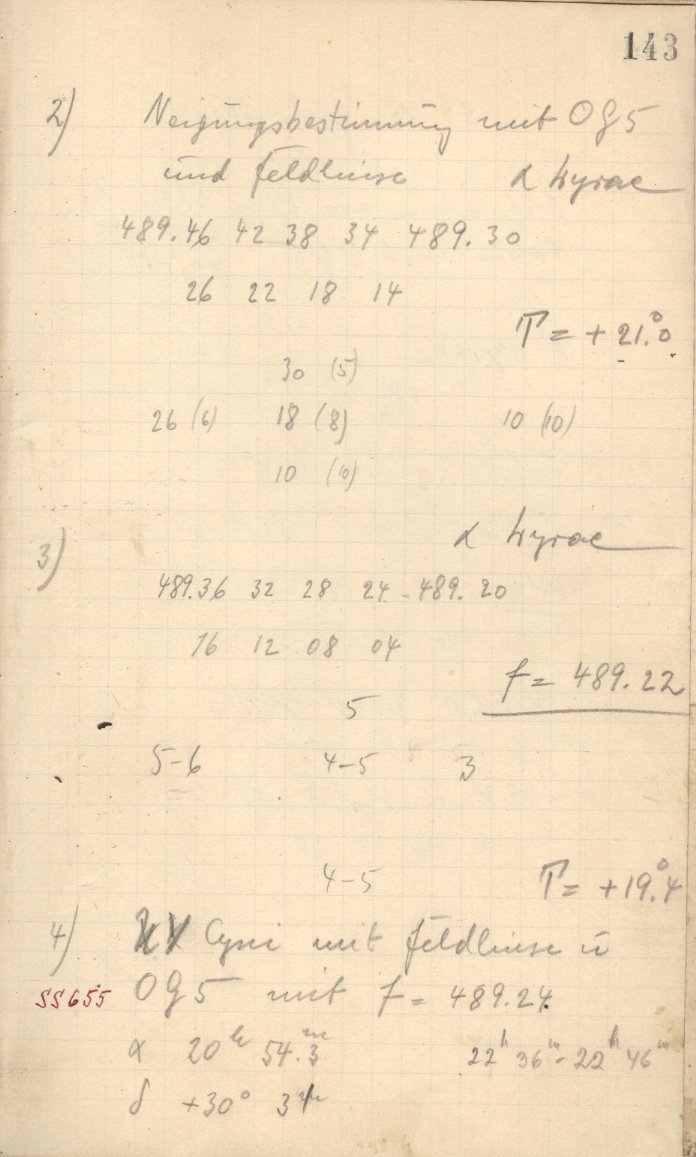 143
2) Neigungsbestimmung mit OG5
und Feldlinse α Lyrae
489.46 42 38 34 489.30
26 22 18 14
T = +21.°0
30 (5)
26 (6) 18 (8) 10 (10)
10 (10)
3) α Lyrae
489.36 32 28 24 - 489.20
16 12 08 04
f = 489.22
5
5-6 4-5 3
4-5 T = +19.°4
4) Cygni mit Feldlinse u
SS655 OG5 mit f = 489.24
α 20h 54.m3 22h 36m - 22h 46m
δ +30°